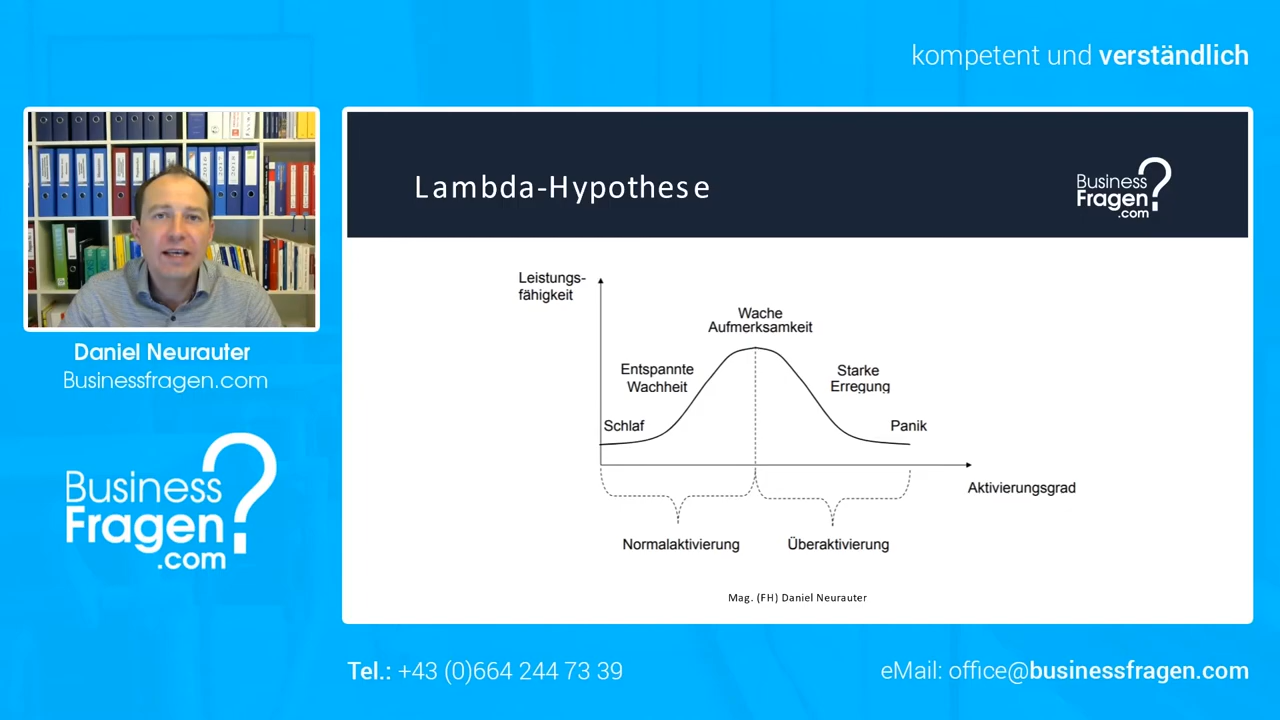 kompetent und verständlich
Lambda-Hypothese
Business
Fragen
.com
Leistungs-
fähigkeit
Wache
Aufmerksamkeit
Entspannte
Wachheit
Starke
Erregung
Schlaf
Panik
Aktivierungsgrad
Normalaktivierung
Überaktivierung
Mag. (FH) Daniel Neurauter
Daniel Neurauter
Businessfragen.com
Business
Fragen
.com
Tel.: +43 (0)664 244 73 39
eMail: office@businessfragen.com